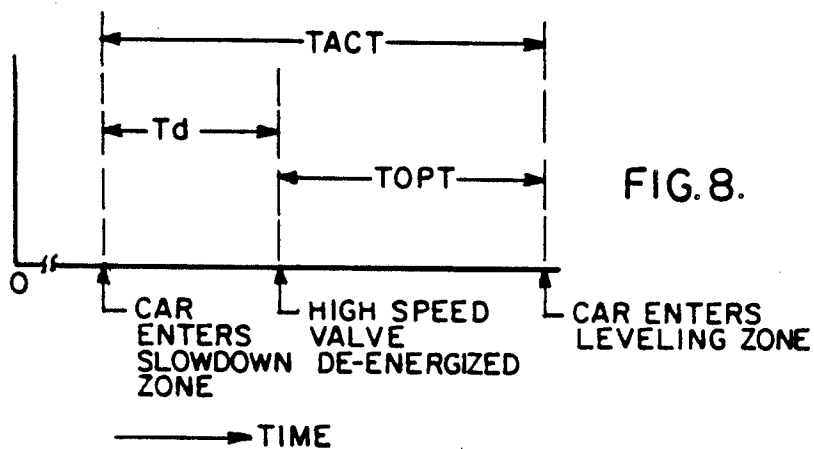 TACT
Td
TOPT
FIG. 8.
0
CAR
ENTERS
SLOWDOWN
ZONE
HIGH SPEED
VALVE
DE-ENERGIZED
CAR ENTERS
LEVELING ZONE
TIME